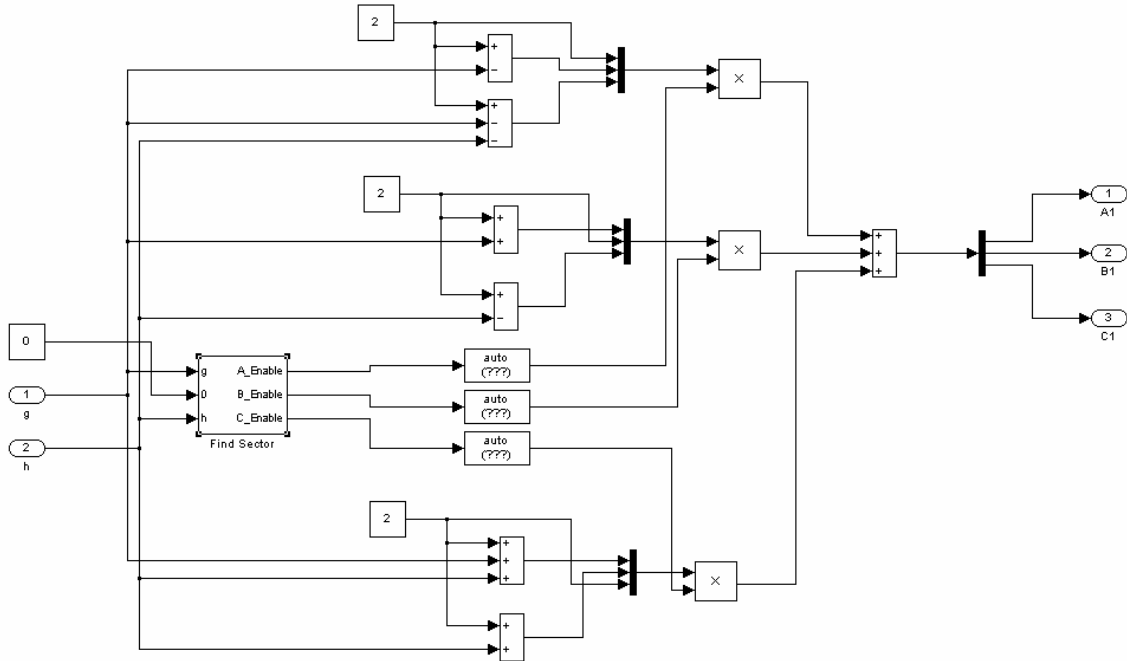 2
+
−
+
−
−
×
2
+
+
×
1
A1
+
+
+
2
B1
+
−
3
C1
0
auto
(???)
g A_Enable
1
g
0 B_Enable
auto
(???)
h C_Enable
Find Sector
auto
(???)
2
h
2
+
+
+
×
+
+